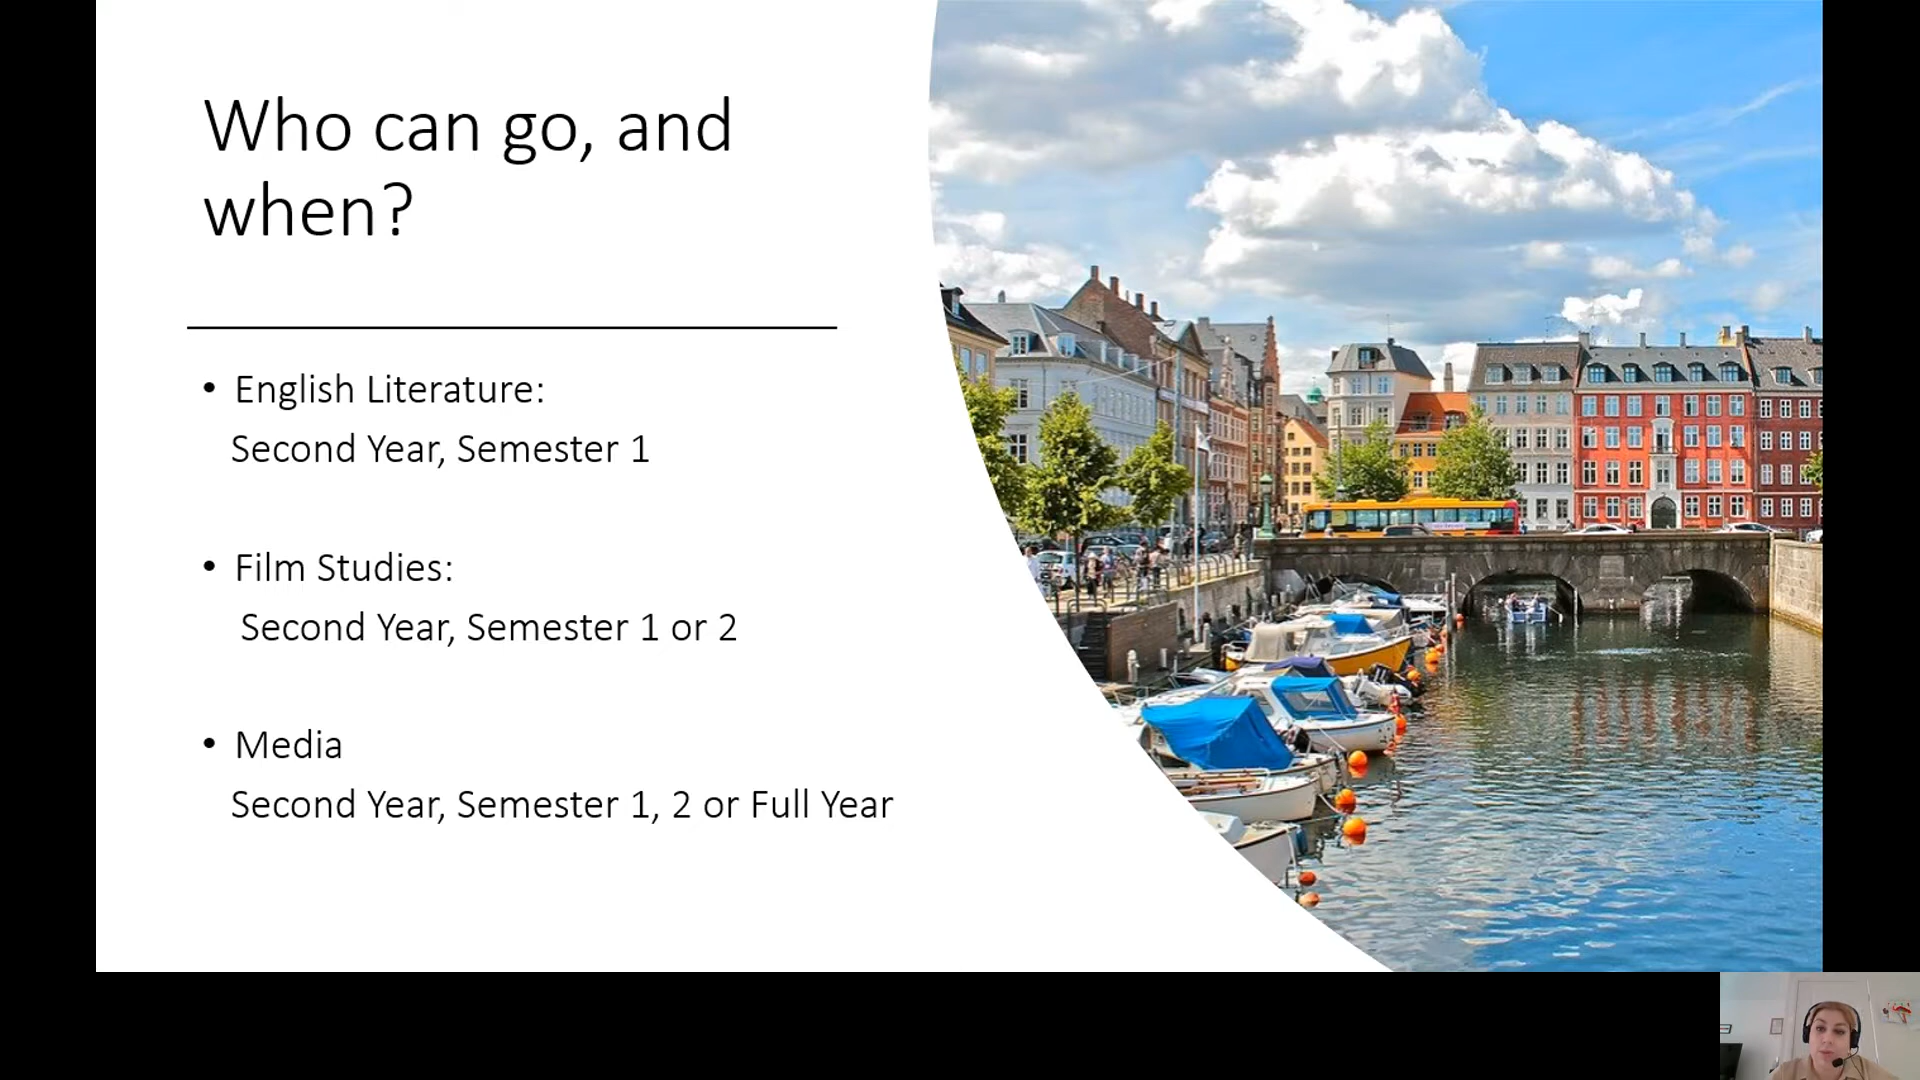 Who can go, and
when?
• English Literature:
Second Year, Semester 1
• Film Studies:
Second Year, Semester 1 or 2
• Media
Second Year, Semester 1, 2 or Full Year